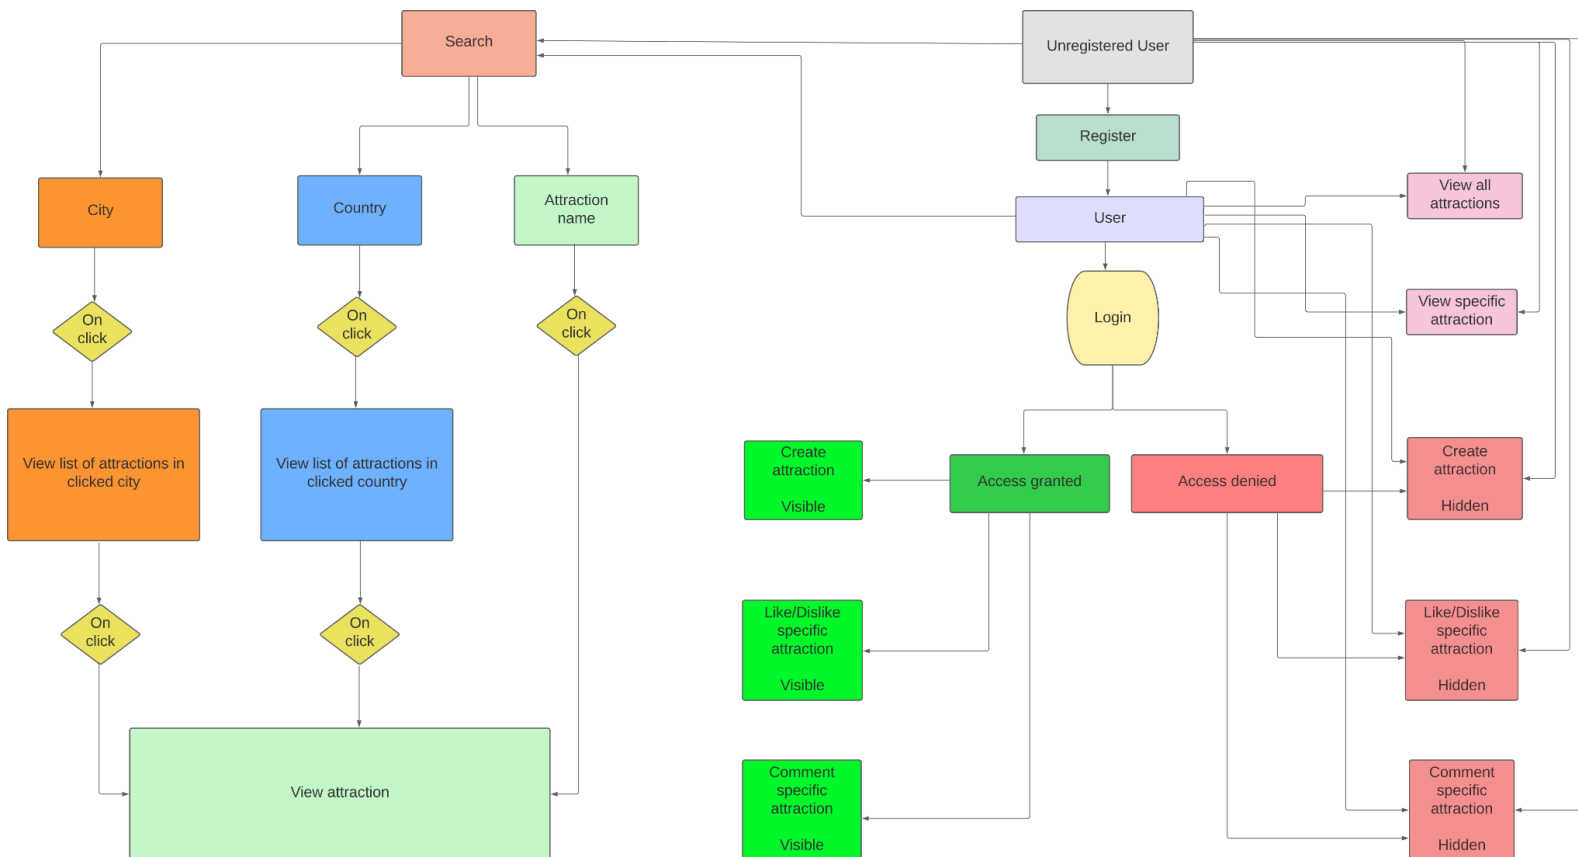 Search
Unregistered User
Register
City
Country
Attraction
name
User
View all
attractions
On
click
On
click
On
click
Login
View specific
attraction
View list of attractions in
clicked city
View list of attractions in
clicked country
Create
attraction
Visible
Access granted
Access denied
Create
attraction
Hidden
On
click
On
click
Like/Dislike
specific
attraction
Visible
Like/Dislike
specific
attraction
Hidden
View attraction
Comment
specific
attraction
Visible
Comment
specific
attraction
Hidden